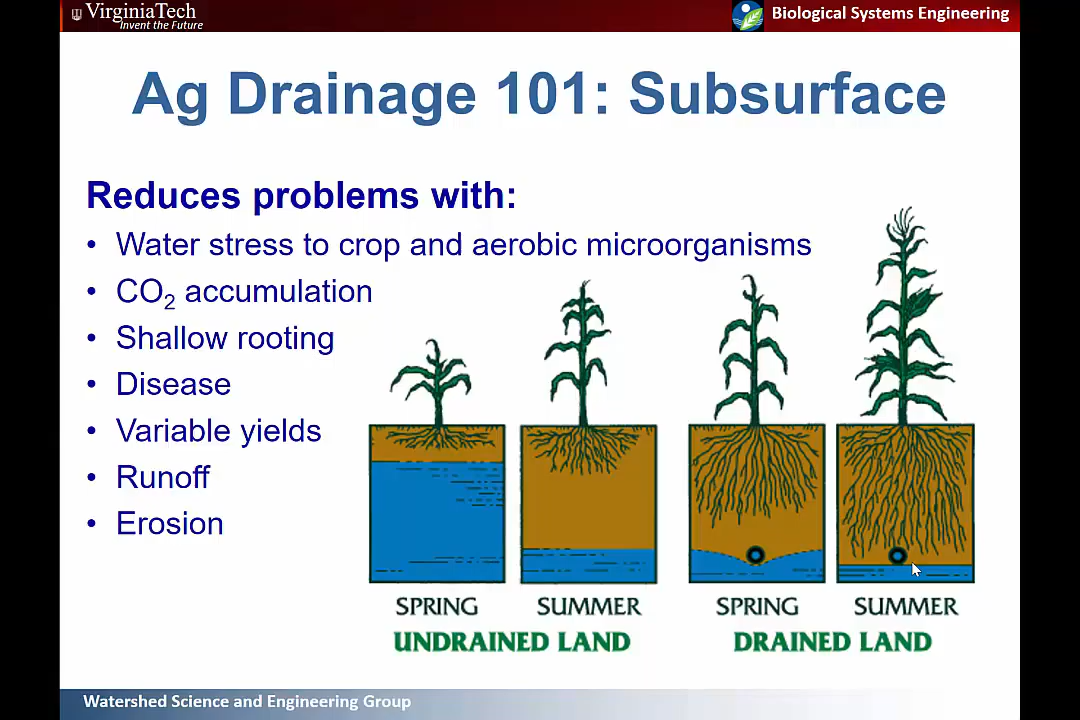 VirginiaTech
Invent the Future
Biological Systems Engineering
Ag Drainage 101: Subsurface
Reduces problems with:
• Water stress to crop and aerobic microorganisms
• CO₂ accumulation
• Shallow rooting
• Disease
• Variable yields
• Runoff
• Erosion
SPRING SUMMER SPRING SUMMER
UNDRAINED LAND DRAINED LAND
Watershed Science and Engineering Group